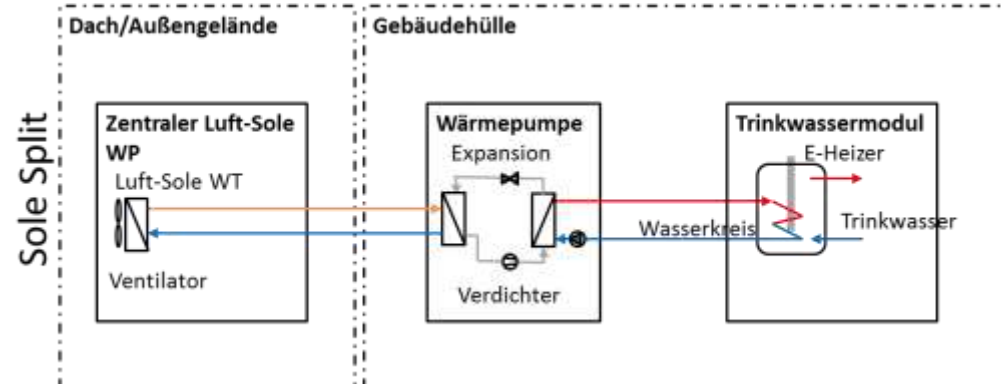 Sole Split
Dach/Außengelände
Zentraler Luft-Sole
WP
Luft-Sole WT
Ventilator
Gebäudehülle
Wärmepumpe
Expansion
Verdichter
Wasserkreis
Trinkwassermodul
E-Heizer
Trinkwasser